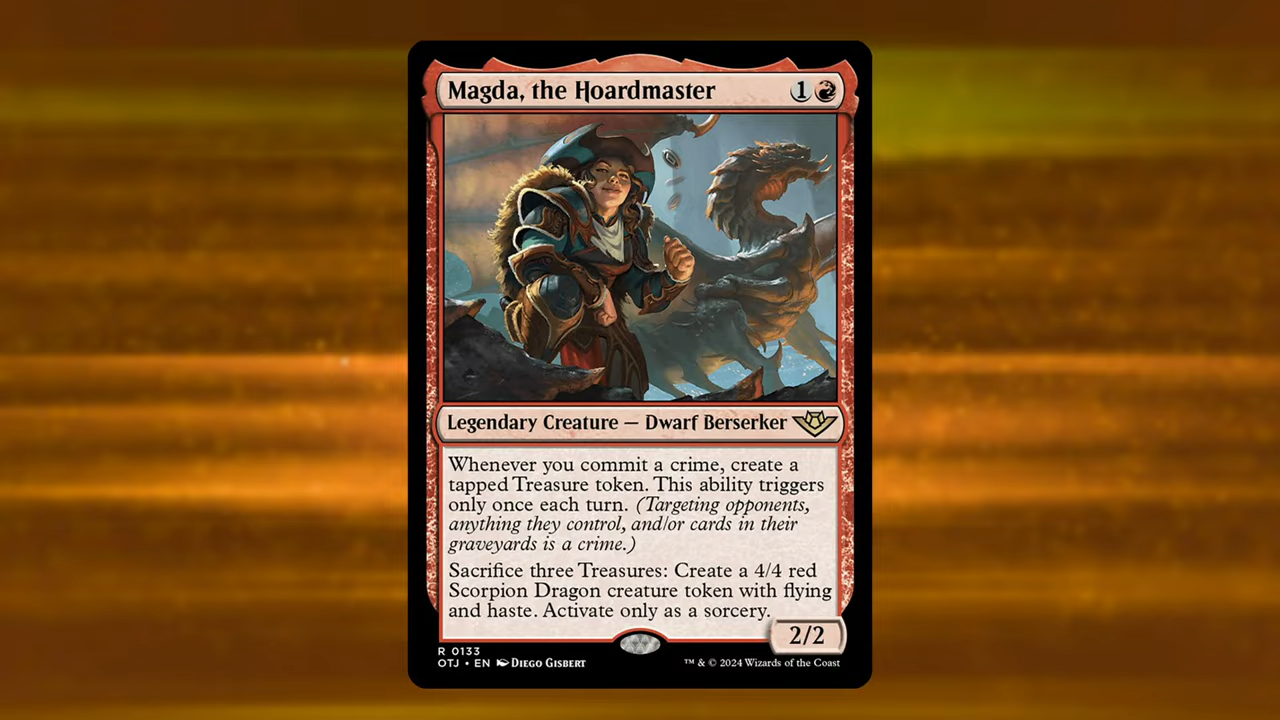 Magda, the Hoardmaster 1
Legendary Creature — Dwarf Berserker
Whenever you commit a crime, create a
tapped Treasure token. This ability triggers
only once each turn. (Targeting opponents,
anything they control, and/or cards in their
graveyards is a crime.)
Sacrifice three Treasures: Create a 4/4 red
Scorpion Dragon creature token with flying
and haste. Activate only as a sorcery.
2/2
R 0133
OTJ • EN Diego Gisbert
™ & © 2024 Wizards of the Coast